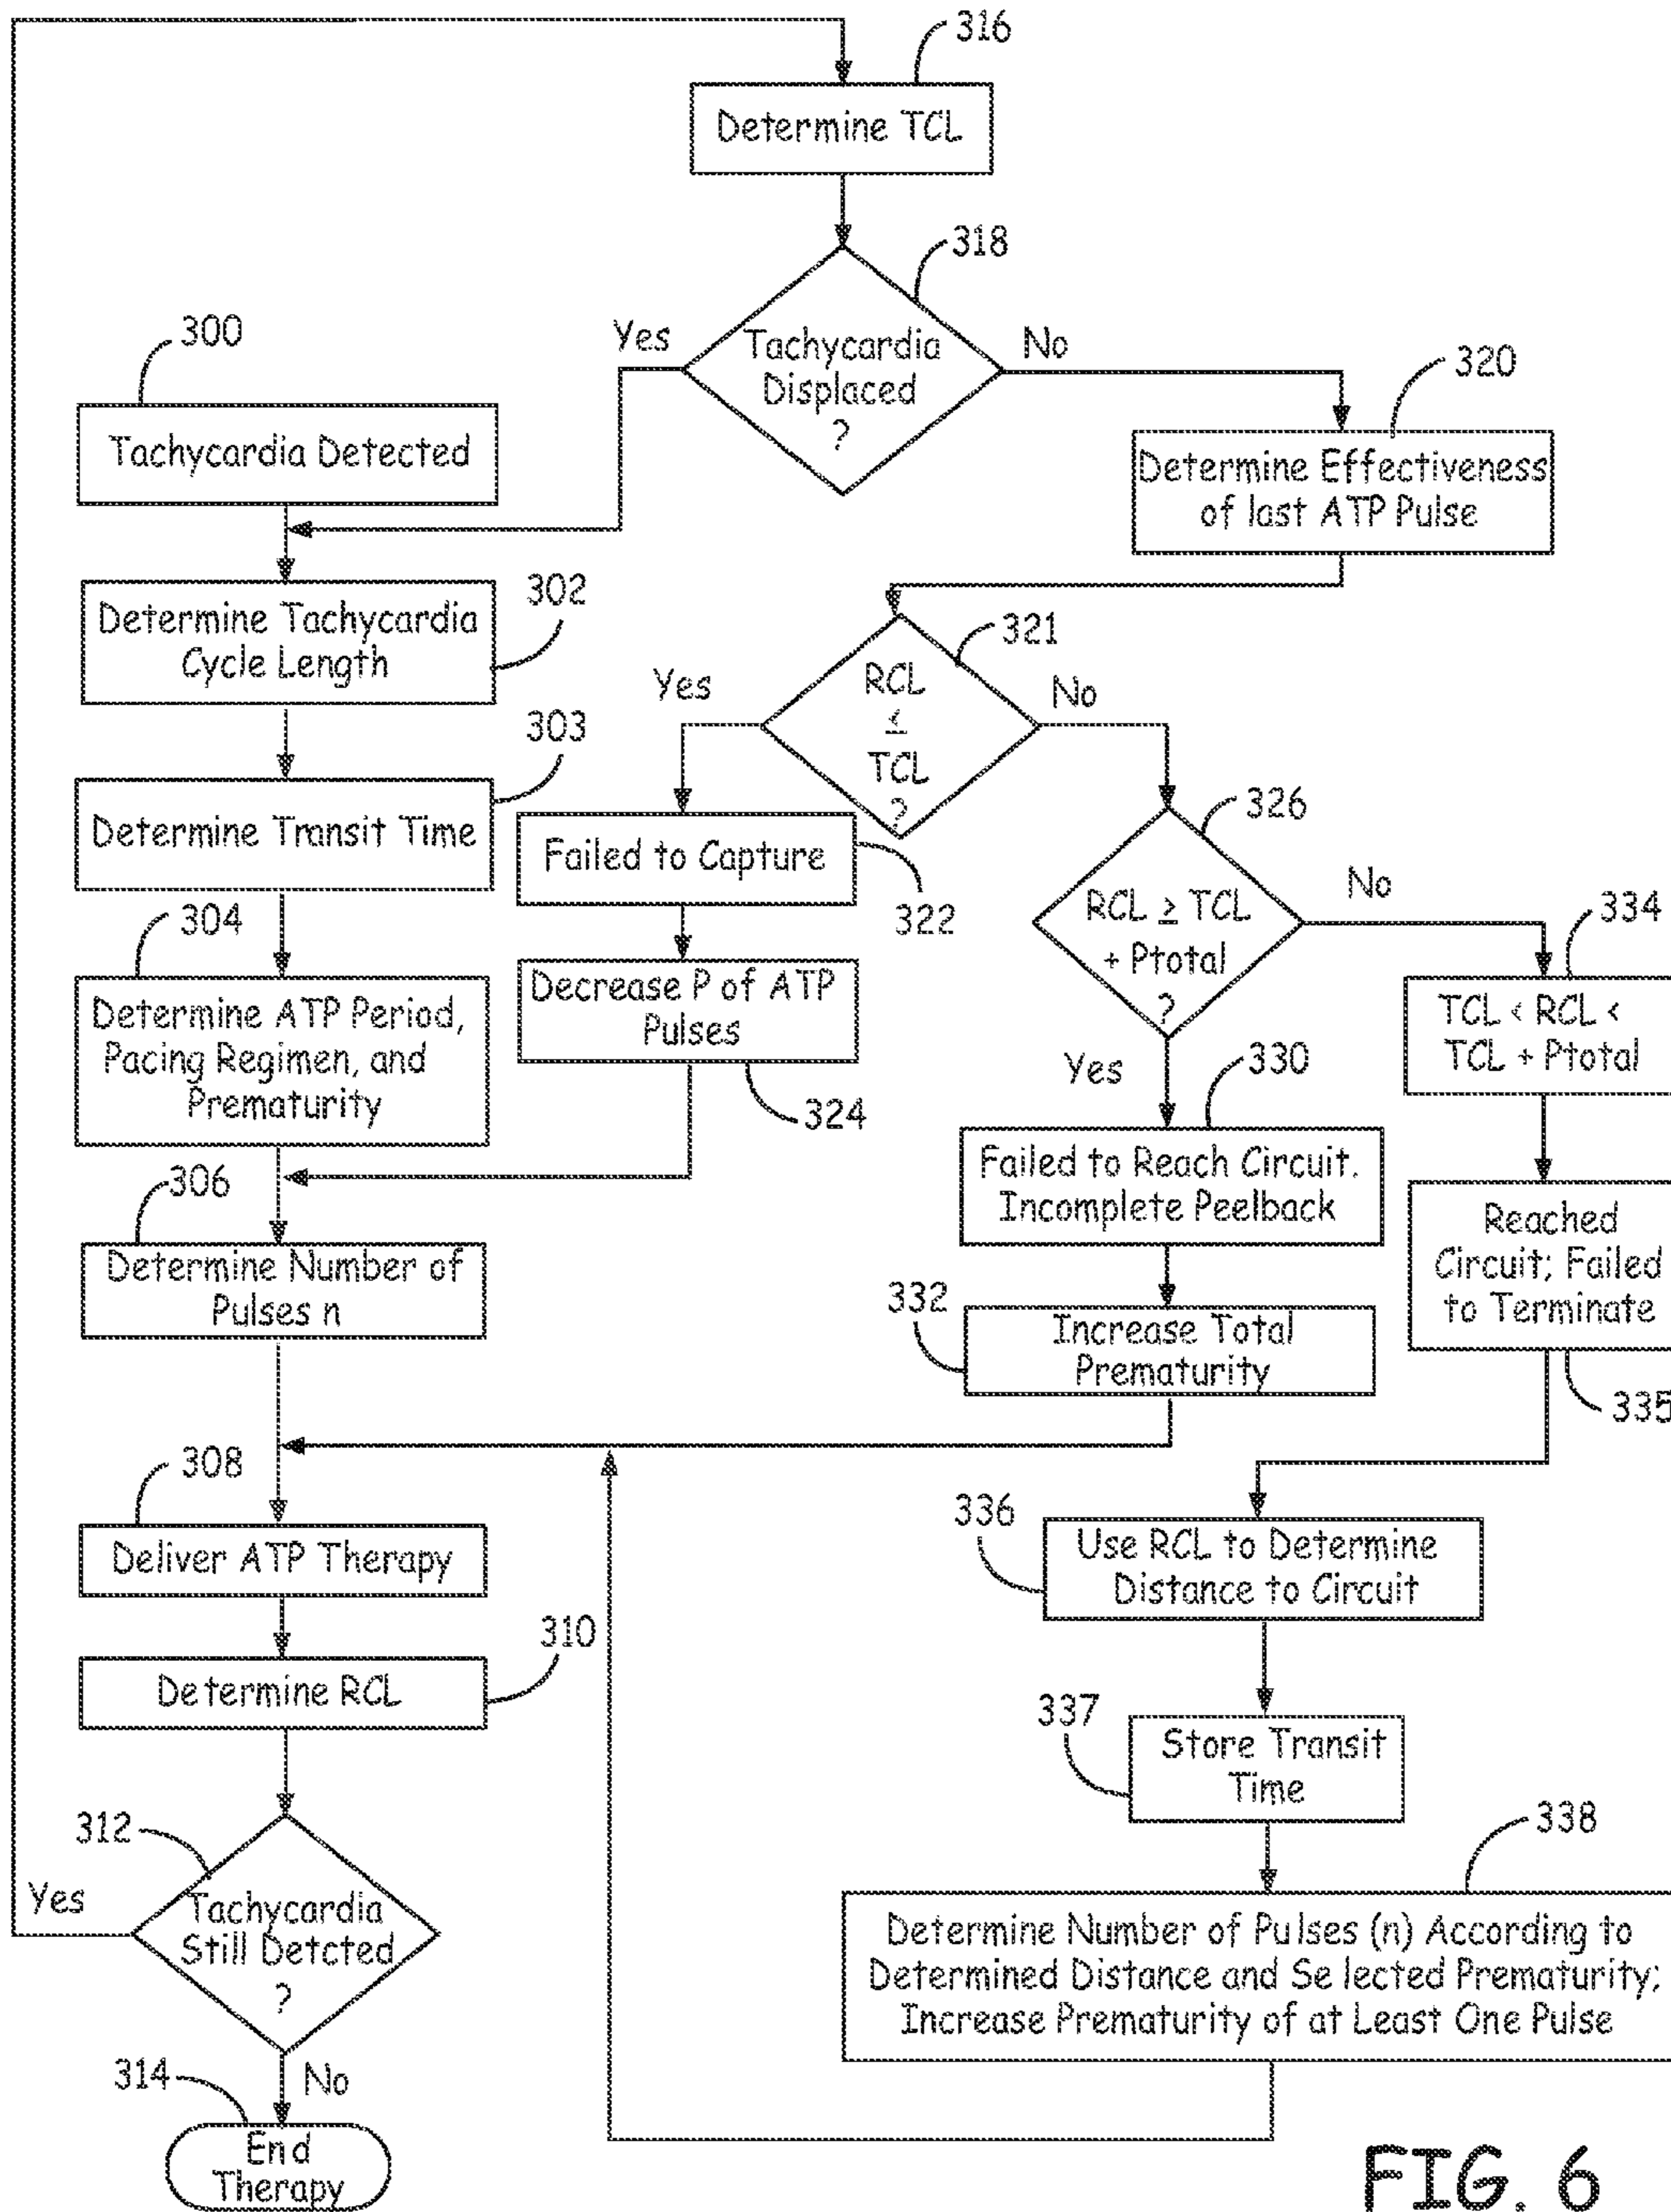 316
Determine TCL
318
Tachycardia
Displaced
?
Yes
No
300
Tachycardia Detected
320
Determine Effectiveness
of last ATP Pulse
302
Determine Tachycardia
Cycle Length
321
RCL
≤
TCL
?
Yes
No
303
Determine Transit Time
Failed to Capture
322
326
RCL ≥ TCL
+ Ptotal
?
No
Yes
334
TCL < RCL <
TCL + Ptotal
304
Determine ATP Period,
Pacing Regimen, and
Prematurity
Decrease P of ATP
Pulses
324
330
Failed to Reach Circuit.
Incomplete Peelback
Reached
Circuit; Failed
to Terminate
335
306
Determine Number of
Pulses n
332
Increase Total
Prematurity
308
Deliver ATP Therapy
336
Use RCL to Determine
Distance to Circuit
310
Determine RCL
337
Store Transit
Time
312
Tachycardia
Still Detcted
?
Yes
No
338
Determine Number of Pulses (n) According to
Determined Distance and Se lected Prematurity;
Increase Prematurity of at Least One Pulse
314
End
Therapy
FIG. 6